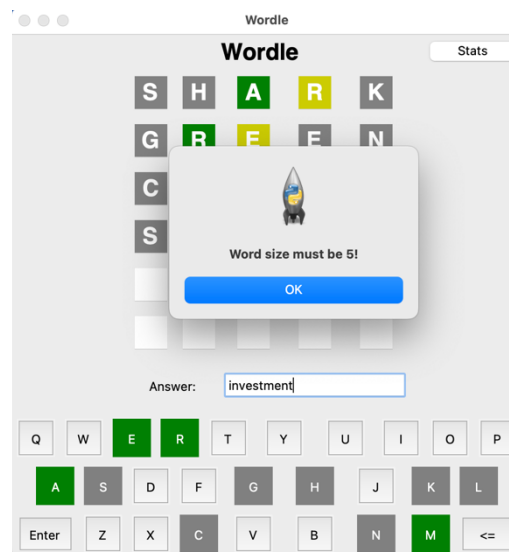 Wordle
Wordle Stats
S H A R K
G R E E N
C
S
Word size must be 5!
OK
Answer: investment
Q W E R T Y U I O P
A S D F G H J K L
Enter Z X C V B N M <=